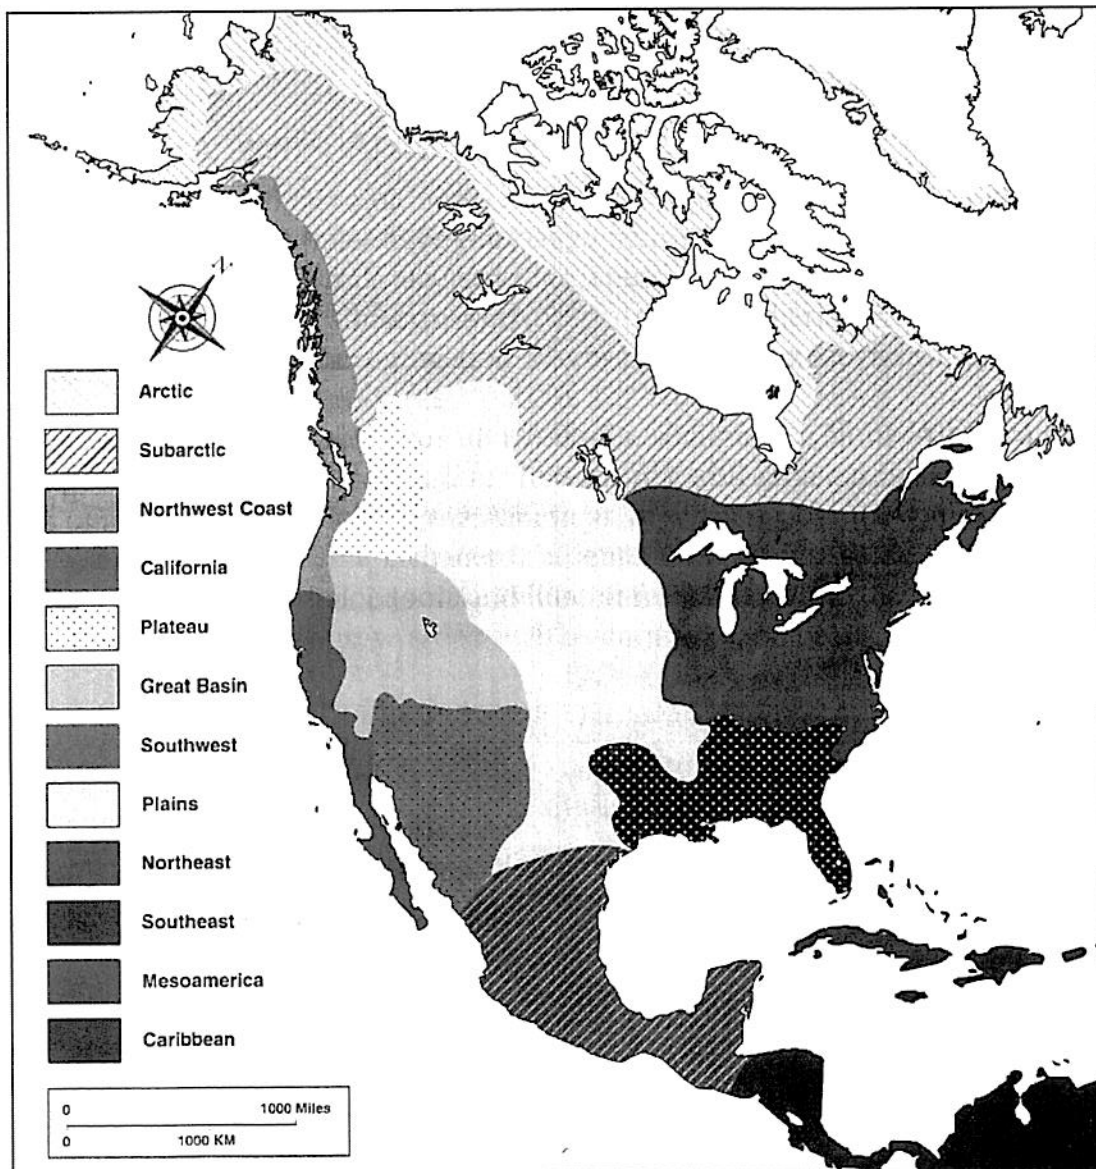 N
Arctic
Subarctic
Northwest Coast
California
Plateau
Great Basin
Southwest
Plains
Northeast
Southeast
Mesoamerica
Caribbean
0 1000 Miles
0 1000 KM